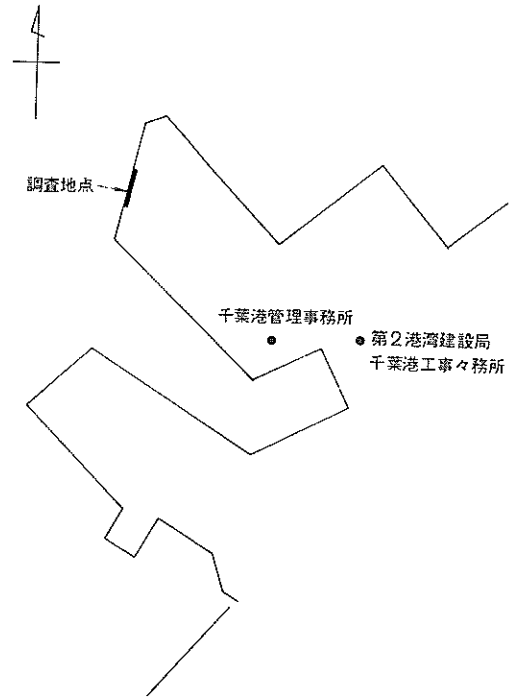 調査地点
千葉港管理事務所
第2港湾建設局
千葉港工事々務所